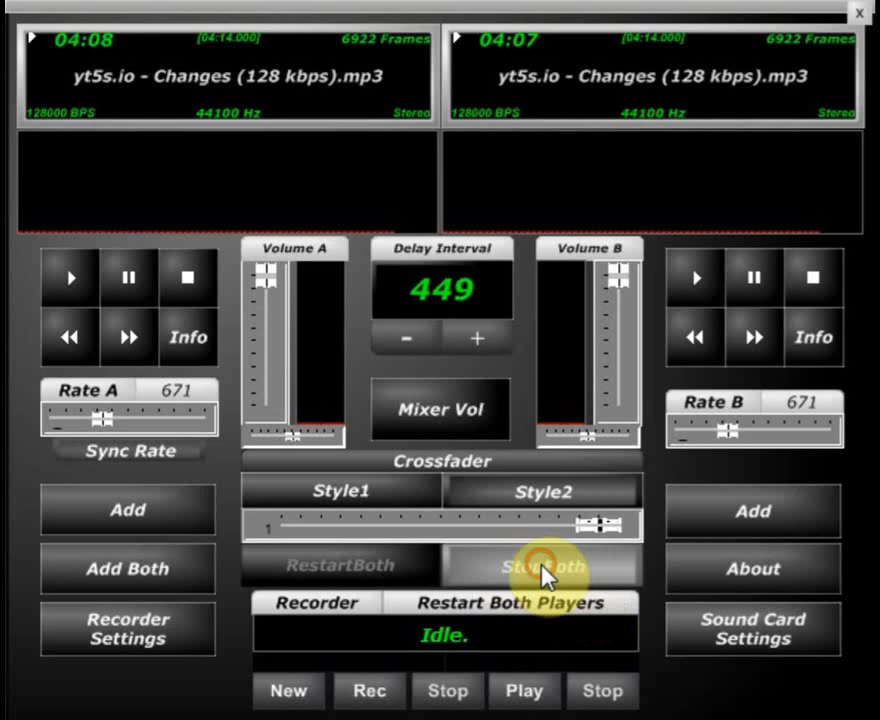 x
04:08 [04:14.000] 6922 Frames
yt5s.io - Changes (128 kbps).mp3
128000 BPS 44100 Hz Stereo
04:07 [04:14.000] 6922 Frames
yt5s.io - Changes (128 kbps).mp3
128000 BPS 44100 Hz Stereo
Volume A
Delay Interval
Volume B
449
- +
Info
Info
Rate A 671
Mixer Vol
Rate B 671
Sync Rate
Crossfader
Style1 Style2
1
Add
Add
RestartBoth
Add Both
About
Recorder Restart Both Players
Recorder
Settings
Idle.
Sound Card
Settings
New Rec Stop Play Stop